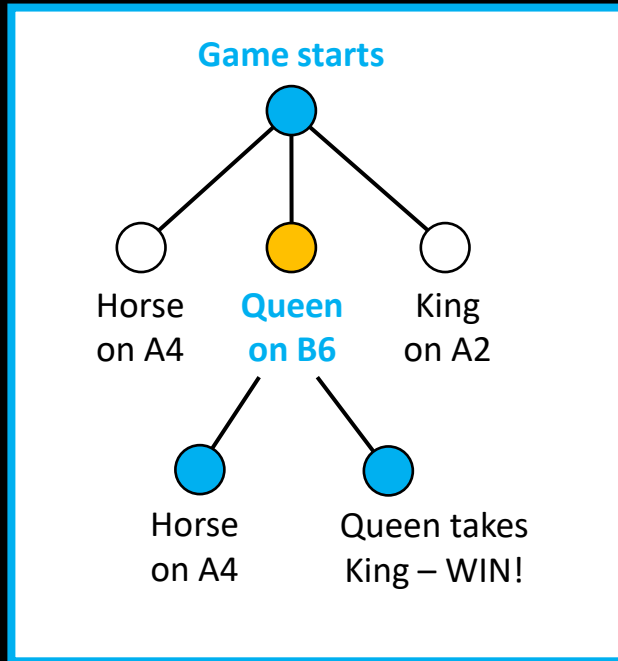 Game starts
Horse
on A4
Queen
on B6
King
on A2
Horse
on A4
Queen takes
King – WIN!